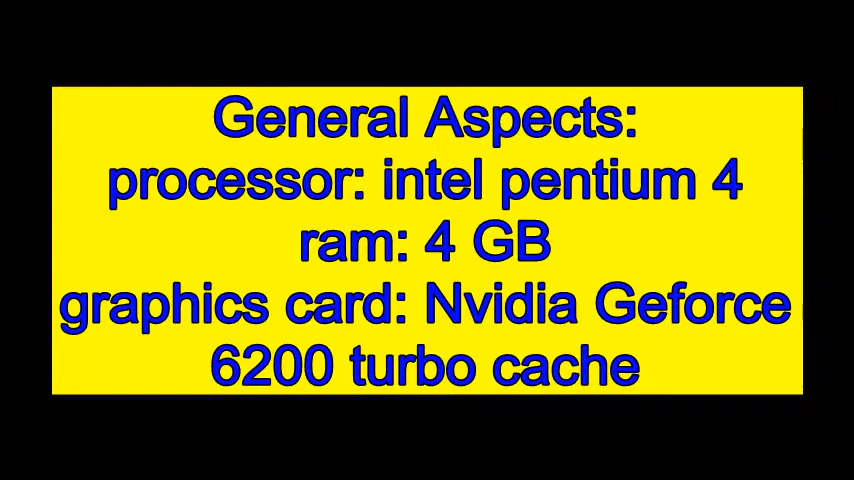 General Aspects:
processor: intel pentium 4
ram: 4 GB
graphics card: Nvidia Geforce
6200 turbo cache